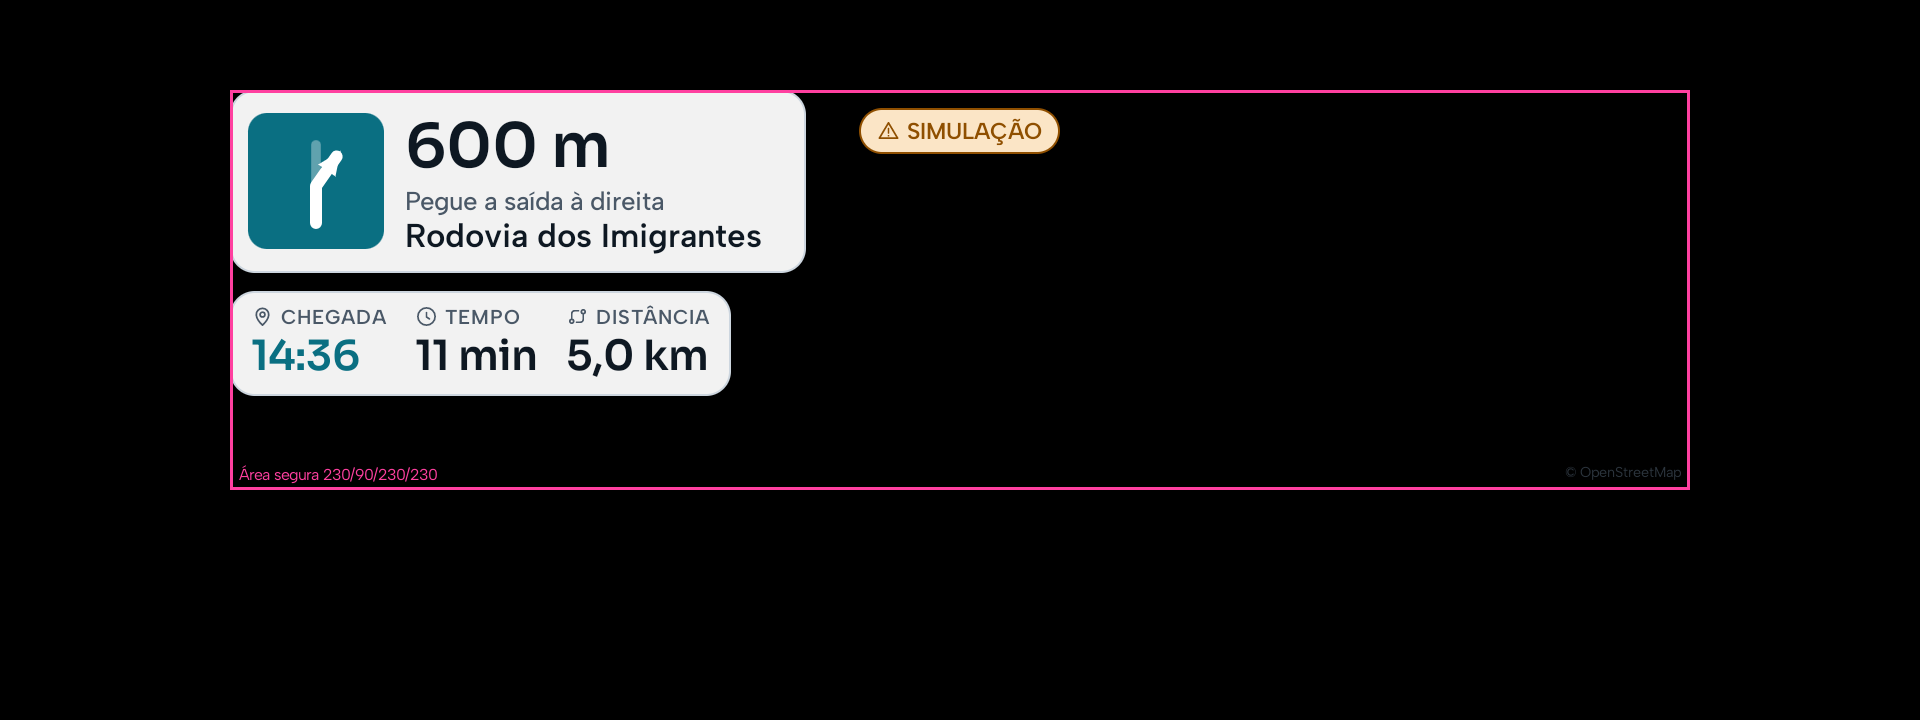 600 m
Pegue a saída à direita
Rodovia dos Imigrantes
SIMULAÇÃO
CHEGADA TEMPO DISTÂNCIA
14:36 11 min 5,0 km
Área segura 230/90/230/230
© OpenStreetMap